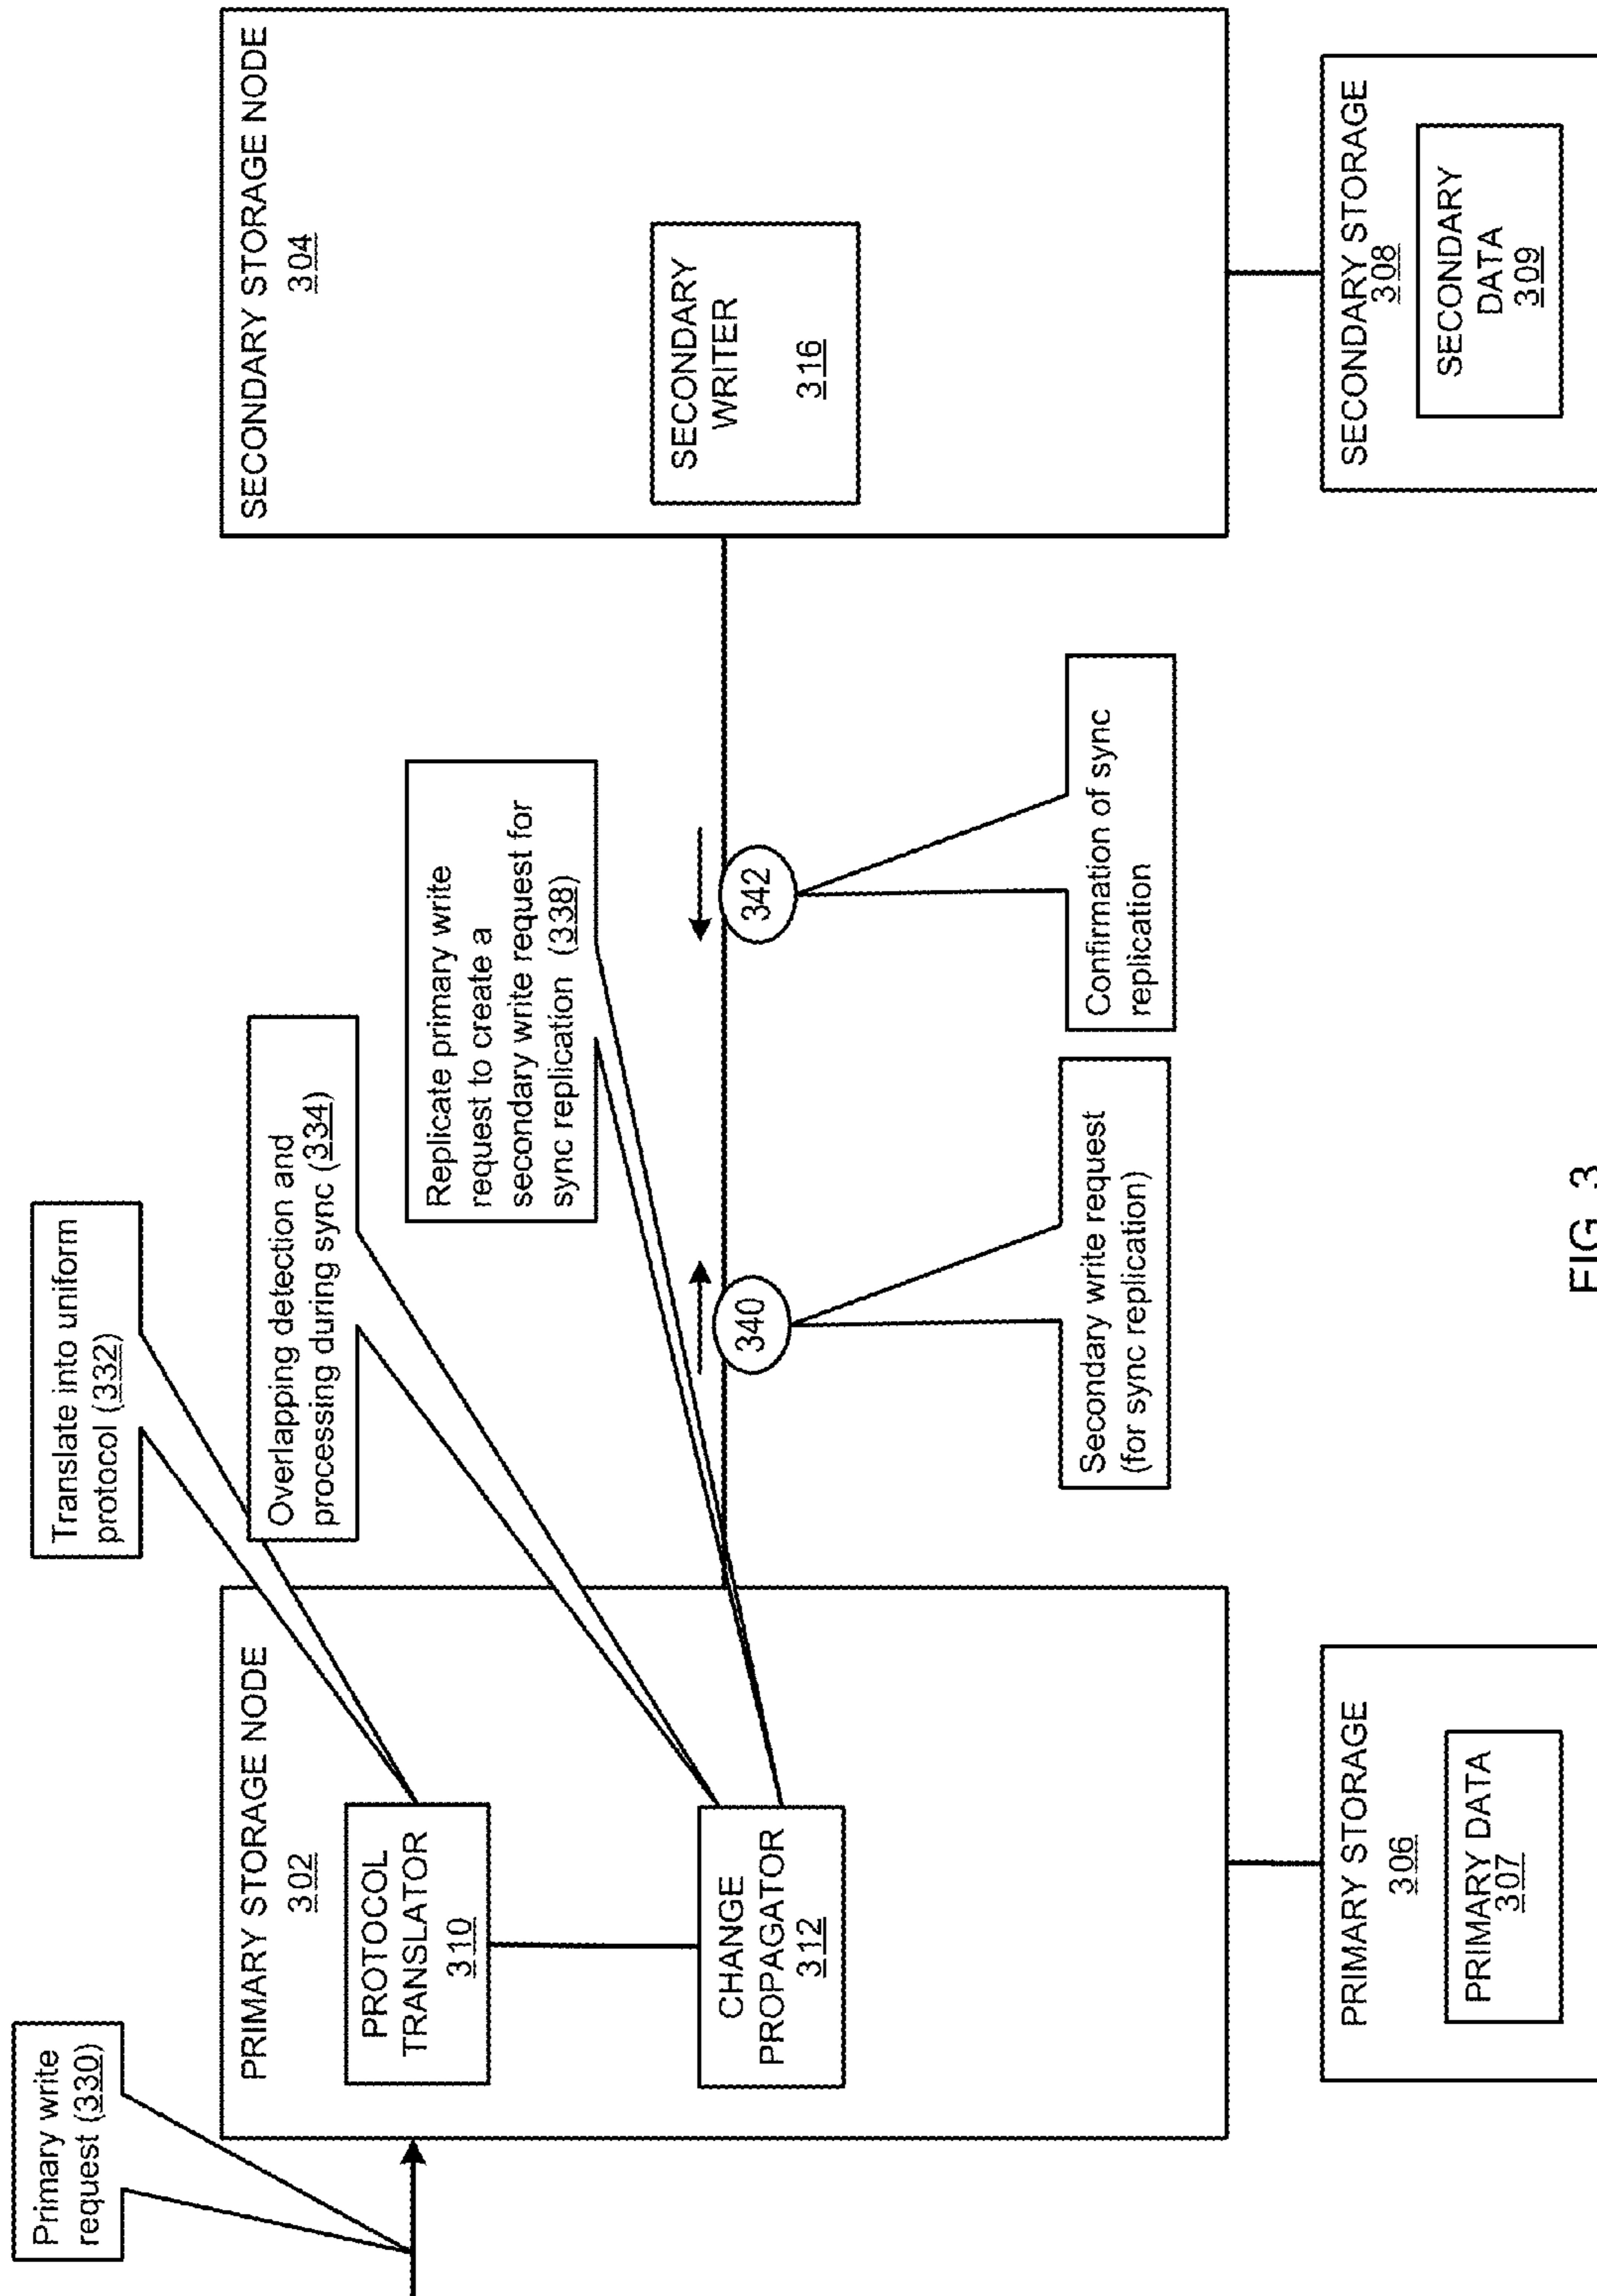 Primary write
request (330)
Translate into uniform
protocol (332)
Overlapping detection and
processing during sync (334)
Replicate primary write
request to create a
secondary write request for
sync replication (338)
PRIMARY STORAGE NODE
302
PROTOCOL
TRANSLATOR
310
CHANGE
PROPAGATOR
312
340
342
Secondary write request
(for sync replication)
Confirmation of sync
replication
SECONDARY STORAGE NODE
304
SECONDARY
WRITER
316
PRIMARY STORAGE
306
PRIMARY DATA
307
SECONDARY STORAGE
308
SECONDARY
DATA
309
FIG. 3